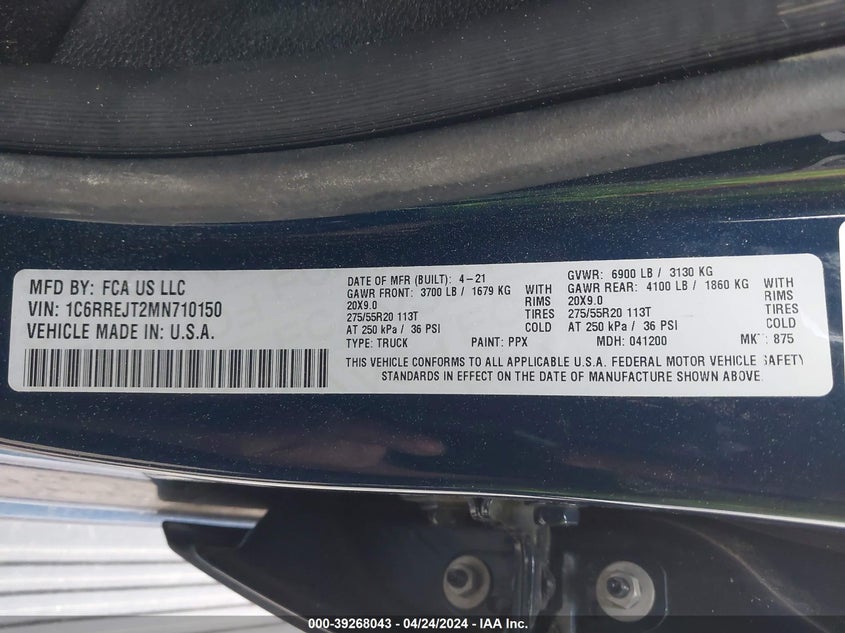 MFD BY: FCA US LLC
VIN: 1C6RREJT2MN710150
VEHICLE MADE IN: U.S.A.
DATE OF MFR (BUILT): 4-21
GAWR FRONT: 3700 LB / 1679 KG WITH
20X9.0 RIMS
275/55R20 113T TIRES
AT 250 kPa / 36 PSI COLD
TYPE: TRUCK PAINT: PPX
GVWR: 6900 LB / 3130 KG
GAWR REAR: 4100 LB / 1860 KG WITH
20X9.0 RIMS
275/55R20 113T TIRES
AT 250 kPa / 36 PSI COLD
MDH: 041200 875
THIS VEHICLE CONFORMS TO ALL APPLICABLE U.S.A. FEDERAL MOTOR VEHICLE SAFETY
STANDARDS IN EFFECT ON THE DATE OF MANUFACTURE SHOWN ABOVE.
000-39268043 - 04/24/2024 - IAA Inc.